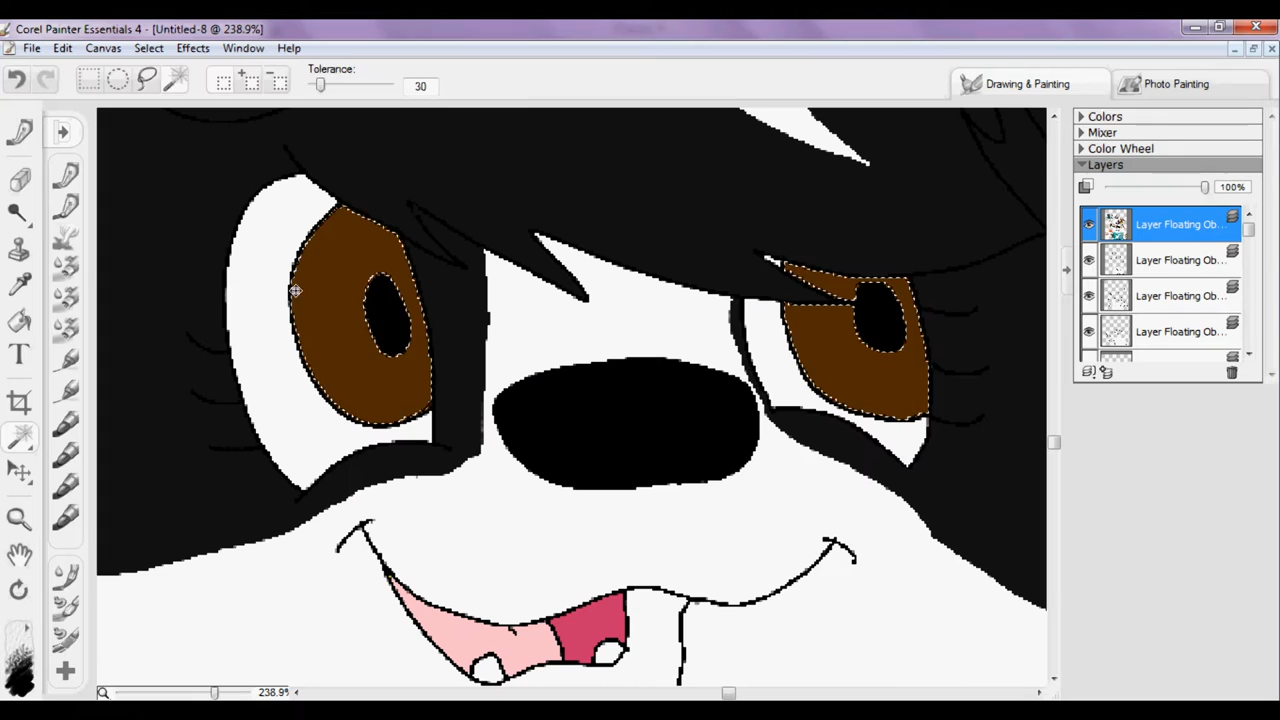 Corel Painter Essentials 4 - [Untitled-8 @ 238.9%]
File Edit Canvas Select Effects Window Help
Tolerance:
30
Drawing & Painting
Photo Painting
Colors
Mixer
Color Wheel
Layers
100%
Layer Floating Ob...
Layer Floating Ob...
Layer Floating Ob...
Layer Floating Ob...
238.9%